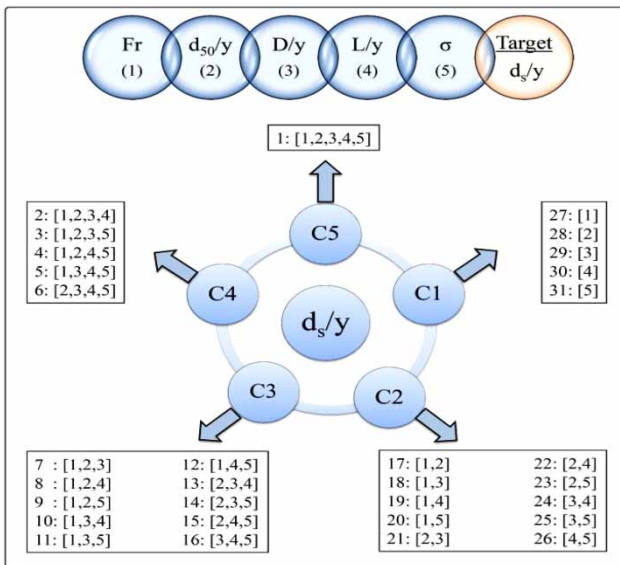 Fr d₅₀/y D/y L/y σ Target
(1) (2) (3) (4) (5) dₛ/y
1: [1,2,3,4,5]
2: [1,2,3,4]
3: [1,2,3,5]
4: [1,2,4,5]
5: [1,3,4,5]
6: [2,3,4,5]
C5
27: [1]
28: [2]
29: [3]
30: [4]
31: [5]
C4
C1
dₛ/y
C3
C2
7 : [1,2,3] 12: [1,4,5]
8 : [1,2,4] 13: [2,3,4]
9 : [1,2,5] 14: [2,3,5]
10: [1,3,4] 15: [2,4,5]
11: [1,3,5] 16: [3,4,5]
17: [1,2] 22: [2,4]
18: [1,3] 23: [2,5]
19: [1,4] 24: [3,4]
20: [1,5] 25: [3,5]
21: [2,3] 26: [4,5]